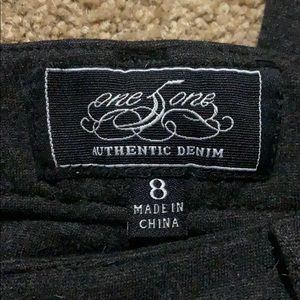 one 5 one
AUTHENTIC DENIM
8
MADE IN
CHINA